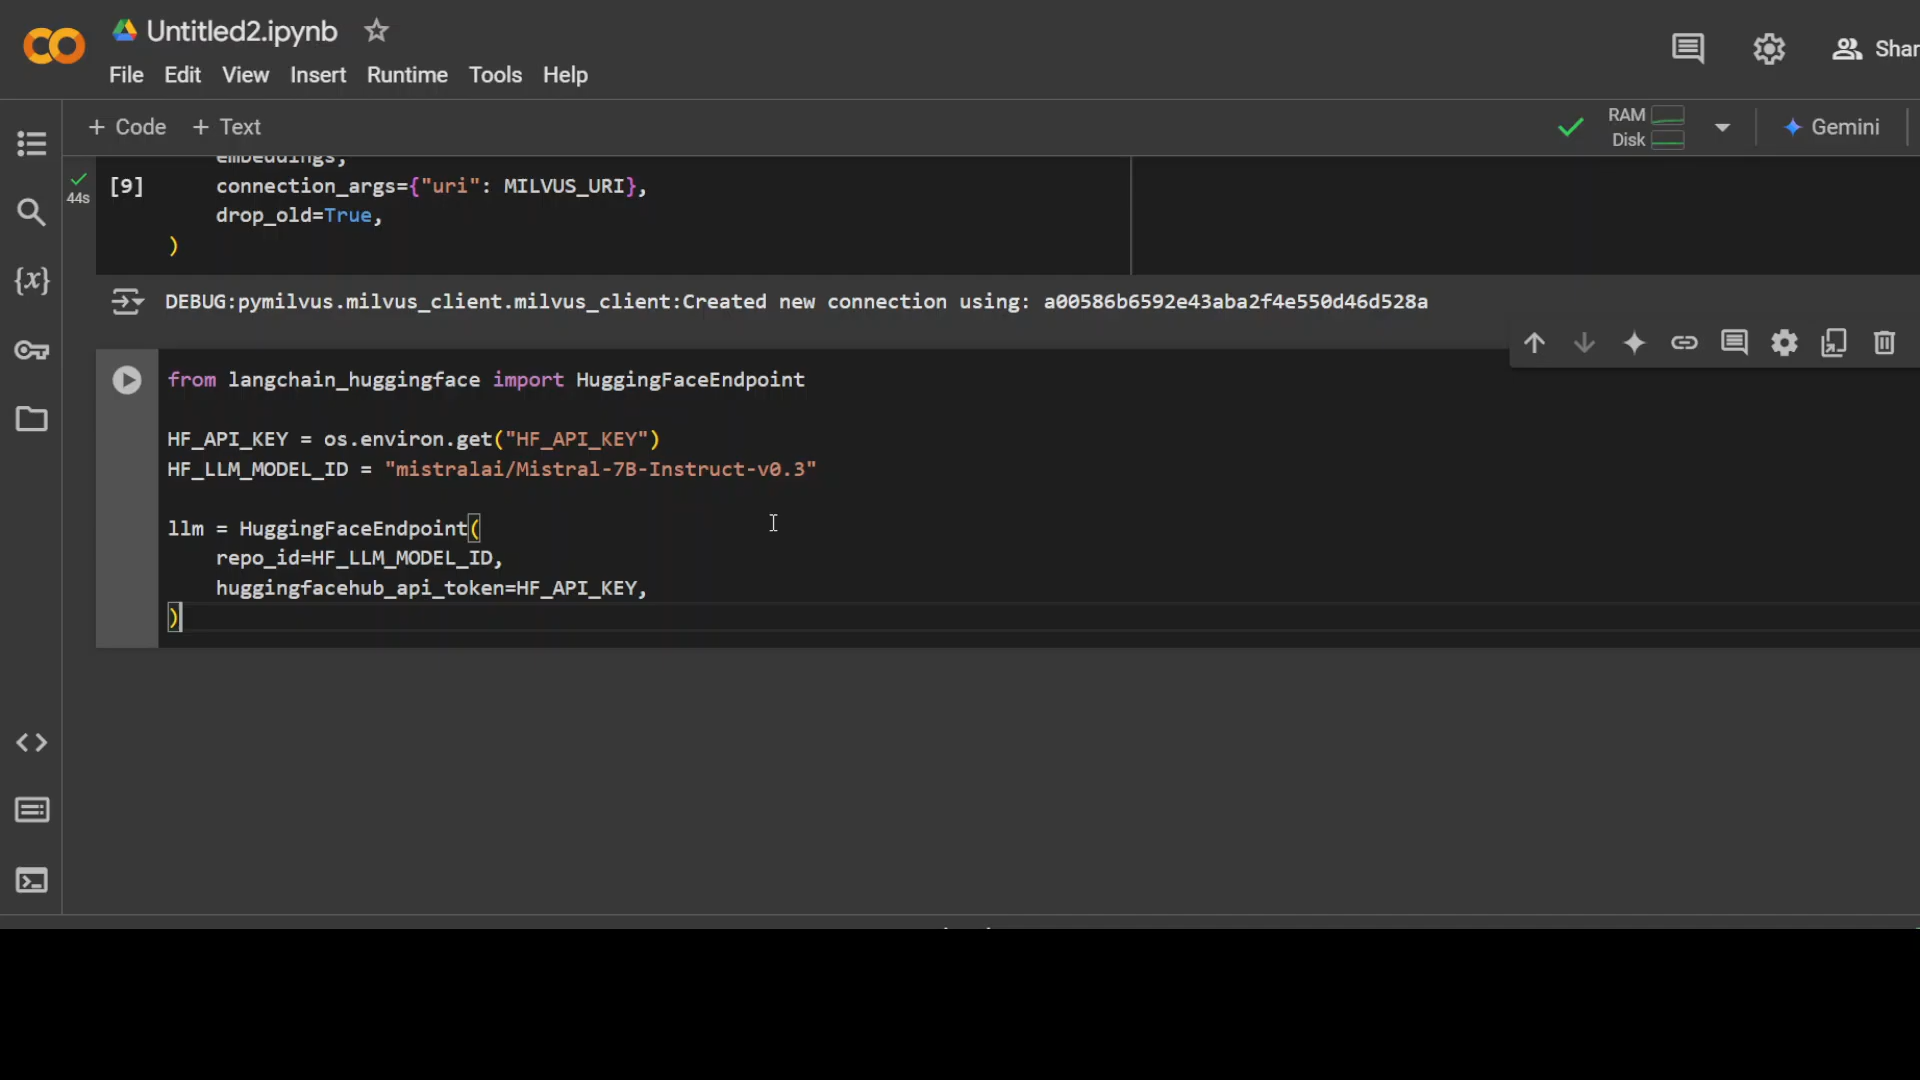 Untitled2.ipynb
File Edit View Insert Runtime Tools Help
Shar
+ Code + Text
RAM
Disk
Gemini
embeddings,
44s
[9]
connection_args={"uri": MILVUS_URI},
drop_old=True,
)
DEBUG:pymilvus.milvus_client.milvus_client:Created new connection using: a00586b6592e43aba2f4e550d46d528a
from langchain_huggingface import HuggingFaceEndpoint
HF_API_KEY = os.environ.get("HF_API_KEY")
HF_LLM_MODEL_ID = "mistralai/Mistral-7B-Instruct-v0.3"
llm = HuggingFaceEndpoint(
repo_id=HF_LLM_MODEL_ID,
huggingfacehub_api_token=HF_API_KEY,
)